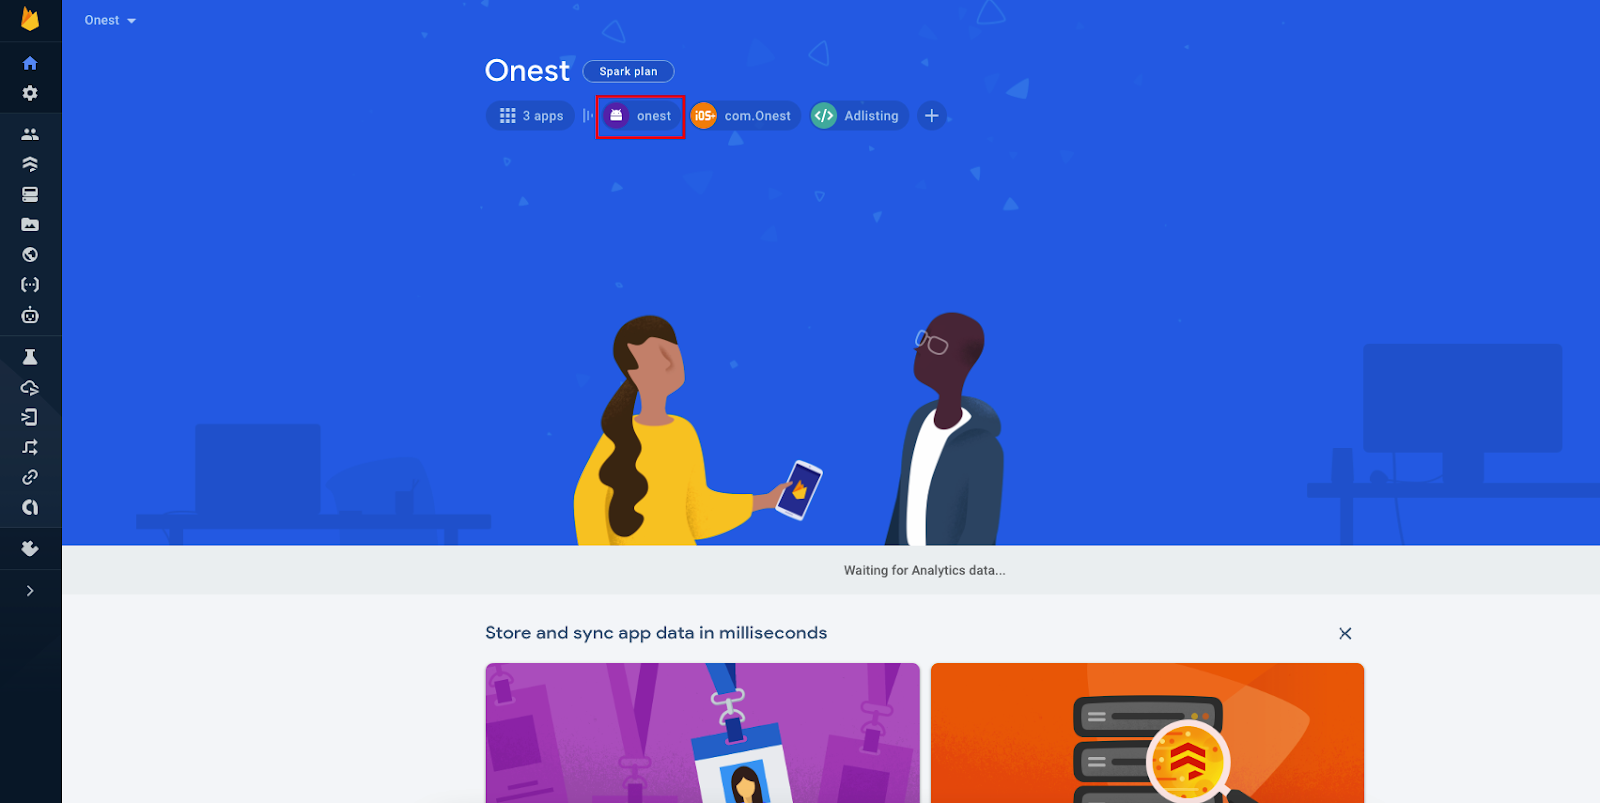 Onest
Onest Spark plan
3 apps onest iOS+ com.Onest Adlisting
Waiting for Analytics data...
Store and sync app data in milliseconds